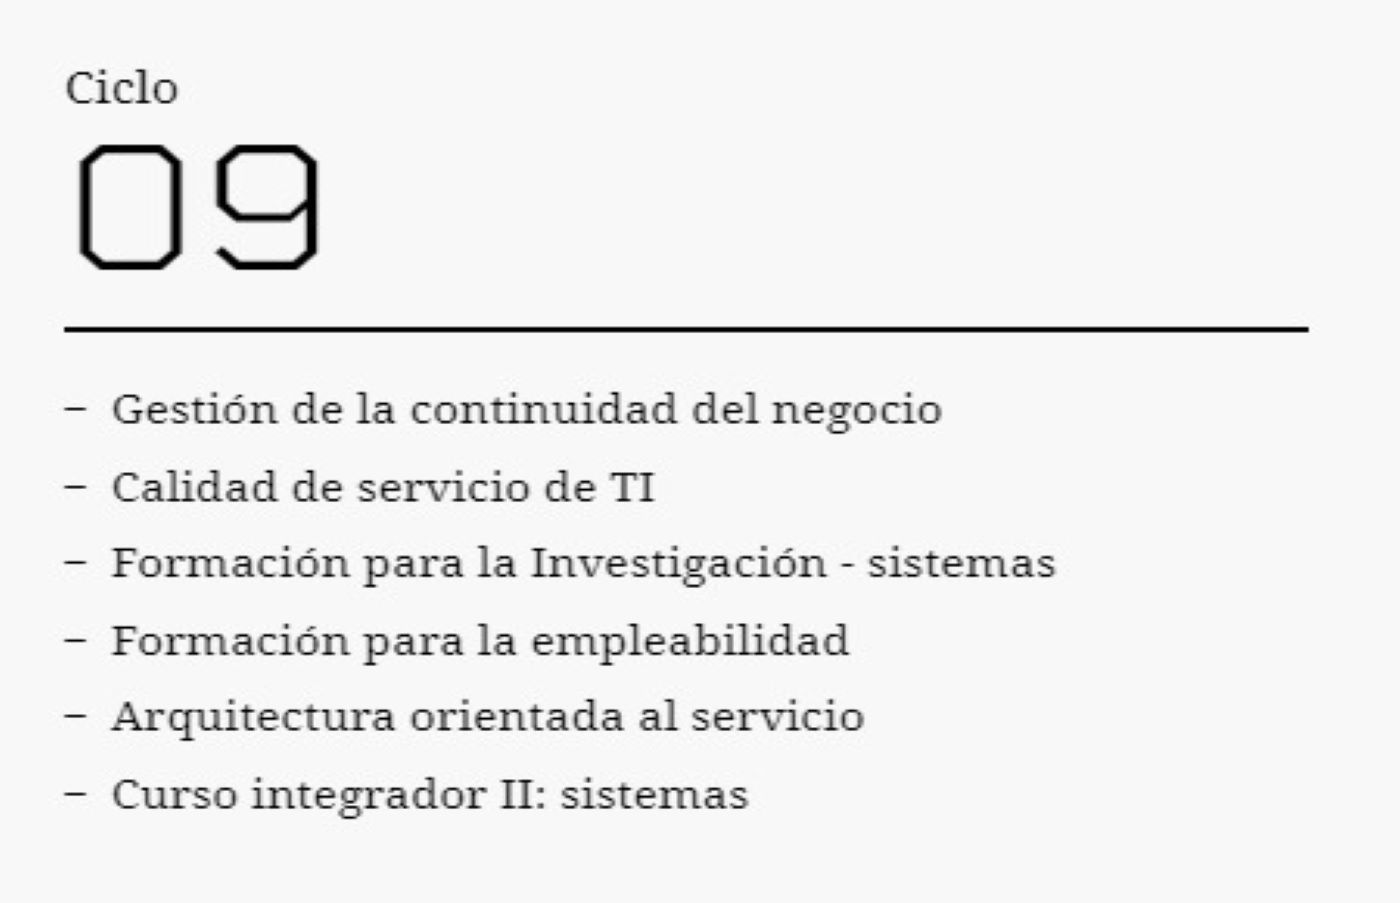 Ciclo
09
– Gestión de la continuidad del negocio
– Calidad de servicio de TI
– Formación para la Investigación - sistemas
– Formación para la empleabilidad
– Arquitectura orientada al servicio
– Curso integrador II: sistemas